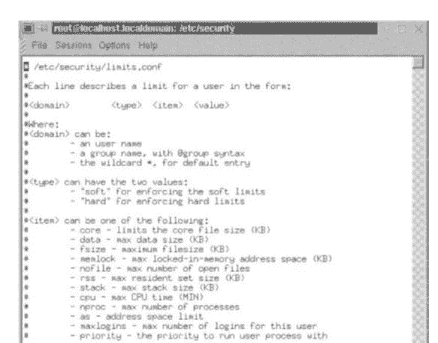 root@localhost.localdomain: /etc/security
File Sessions Options Help
# /etc/security/limits.conf
#
#Each line describes a limit for a user in the form:
#
#<domain> <type> <item> <value>
#
#Where:
#<domain> can be:
# - an user name
# - a group name, with @group syntax
# - the wildcard *, for default entry
#
#<type> can have the two values:
# - "soft" for enforcing the soft limits
# - "hard" for enforcing hard limits
#
#<item> can be one of the following:
# - core - limits the core file size (KB)
# - data - max data size (KB)
# - fsize - maximum filesize (KB)
# - memlock - max locked-in-memory address space (KB)
# - nofile - max number of open files
# - rss - max resident set size (KB)
# - stack - max stack size (KB)
# - cpu - max CPU time (MIN)
# - nproc - max number of processes
# - as - address space limit
# - maxlogins - max number of logins for this user
# - priority - the priority to run user process with